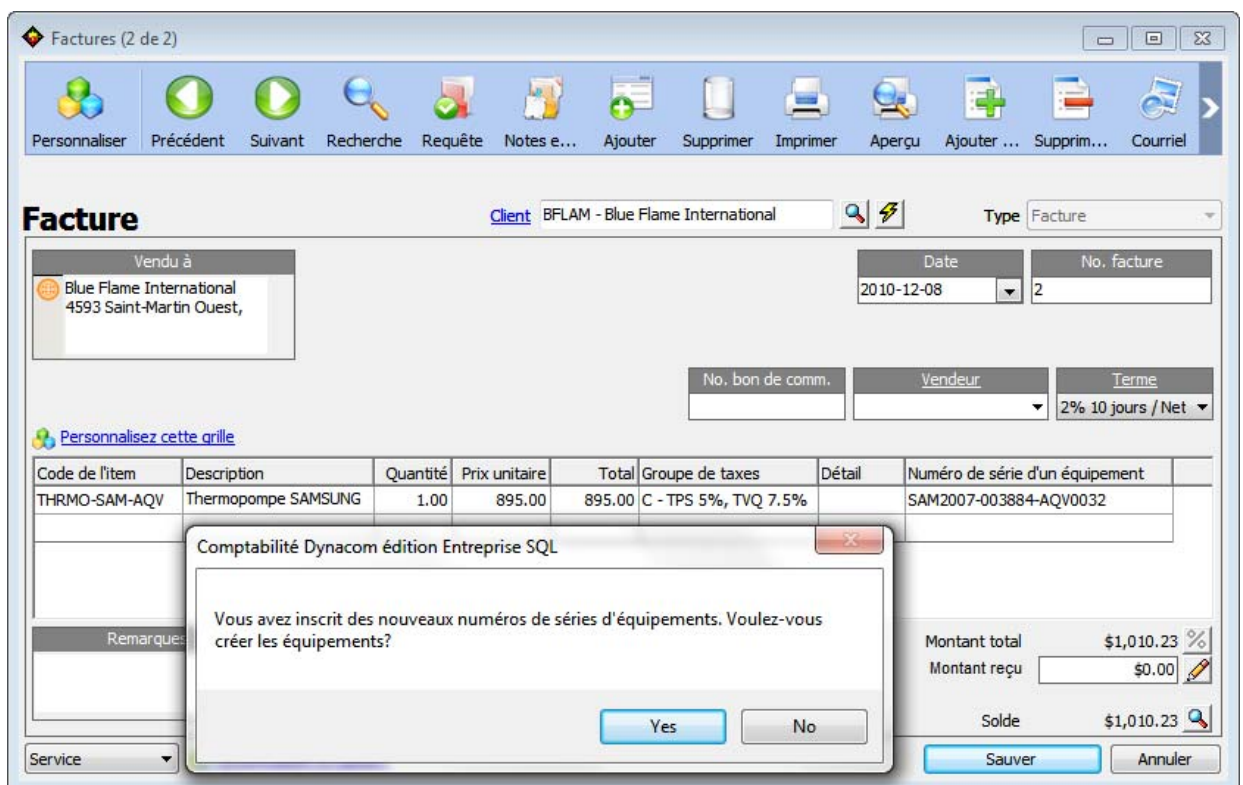 Factures (2 de 2)
Personnaliser Précédent Suivant Recherche Requête Notes e... Ajouter Supprimer Imprimer Aperçu Ajouter ... Supprim... Courriel
Facture Client BFLAM - Blue Flame International Type Facture
Vendu à Date No. facture
Blue Flame International 2010-12-08 2
4593 Saint-Martin Ouest,
No. bon de comm. Vendeur Terme
2% 10 jours / Net
Personnalisez cette grille
Code de l'item Description Quantité Prix unitaire Total Groupe de taxes Détail Numéro de série d'un équipement
THRMO-SAM-AQV Thermopompe SAMSUNG 1.00 895.00 895.00 C - TPS 5%, TVQ 7.5% SAM2007-003884-AQV0032
Comptabilité Dynacom édition Entreprise SQL
Vous avez inscrit des nouveaux numéros de séries d'équipements. Voulez-vous
créer les équipements?
Yes No
Remarques
Montant total $1,010.23
Montant reçu $0.00
Solde $1,010.23
Service Sauver Annuler